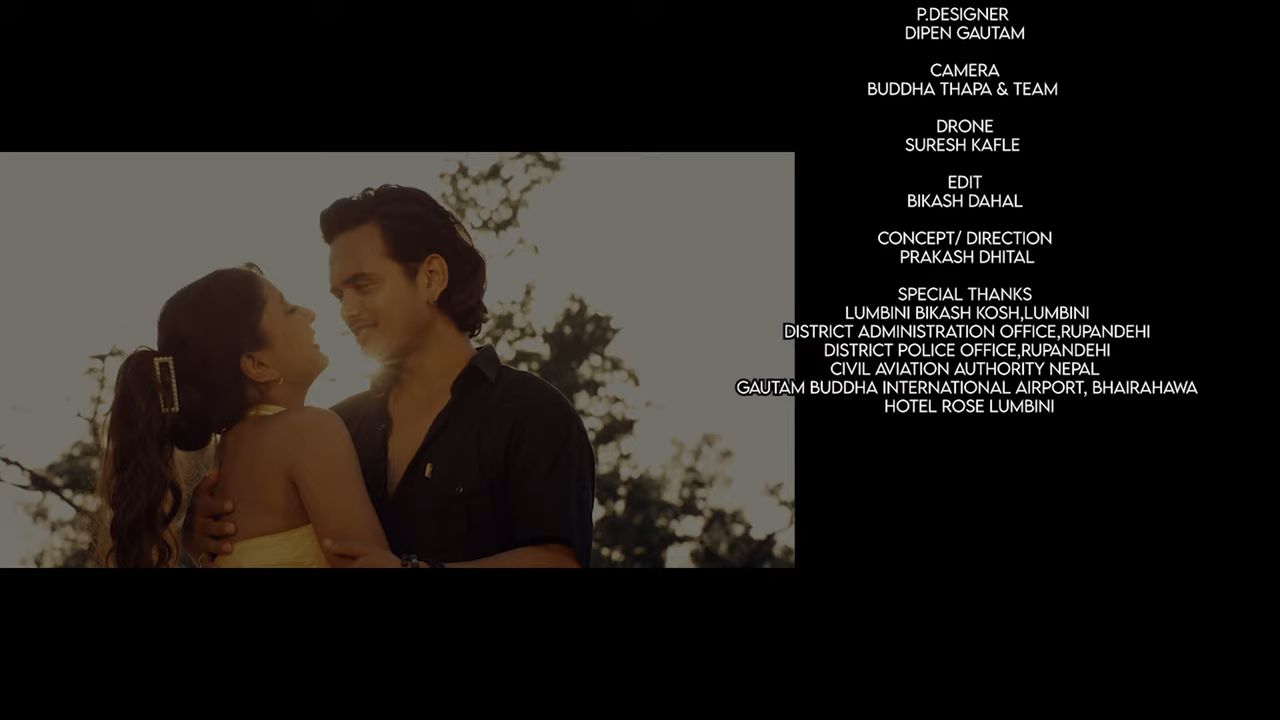 P.DESIGNER
DIPEN GAUTAM
CAMERA
BUDDHA THAPA & TEAM
DRONE
SURESH KAFLE
EDIT
BIKASH DAHAL
CONCEPT/ DIRECTION
PRAKASH DHITAL
SPECIAL THANKS
LUMBINI BIKASH KOSH,LUMBINI
DISTRICT ADMINISTRATION OFFICE,RUPANDEHI
DISTRICT POLICE OFFICE,RUPANDEHI
CIVIL AVIATION AUTHORITY NEPAL
GAUTAM BUDDHA INTERNATIONAL AIRPORT, BHAIRAHAWA
HOTEL ROSE LUMBINI